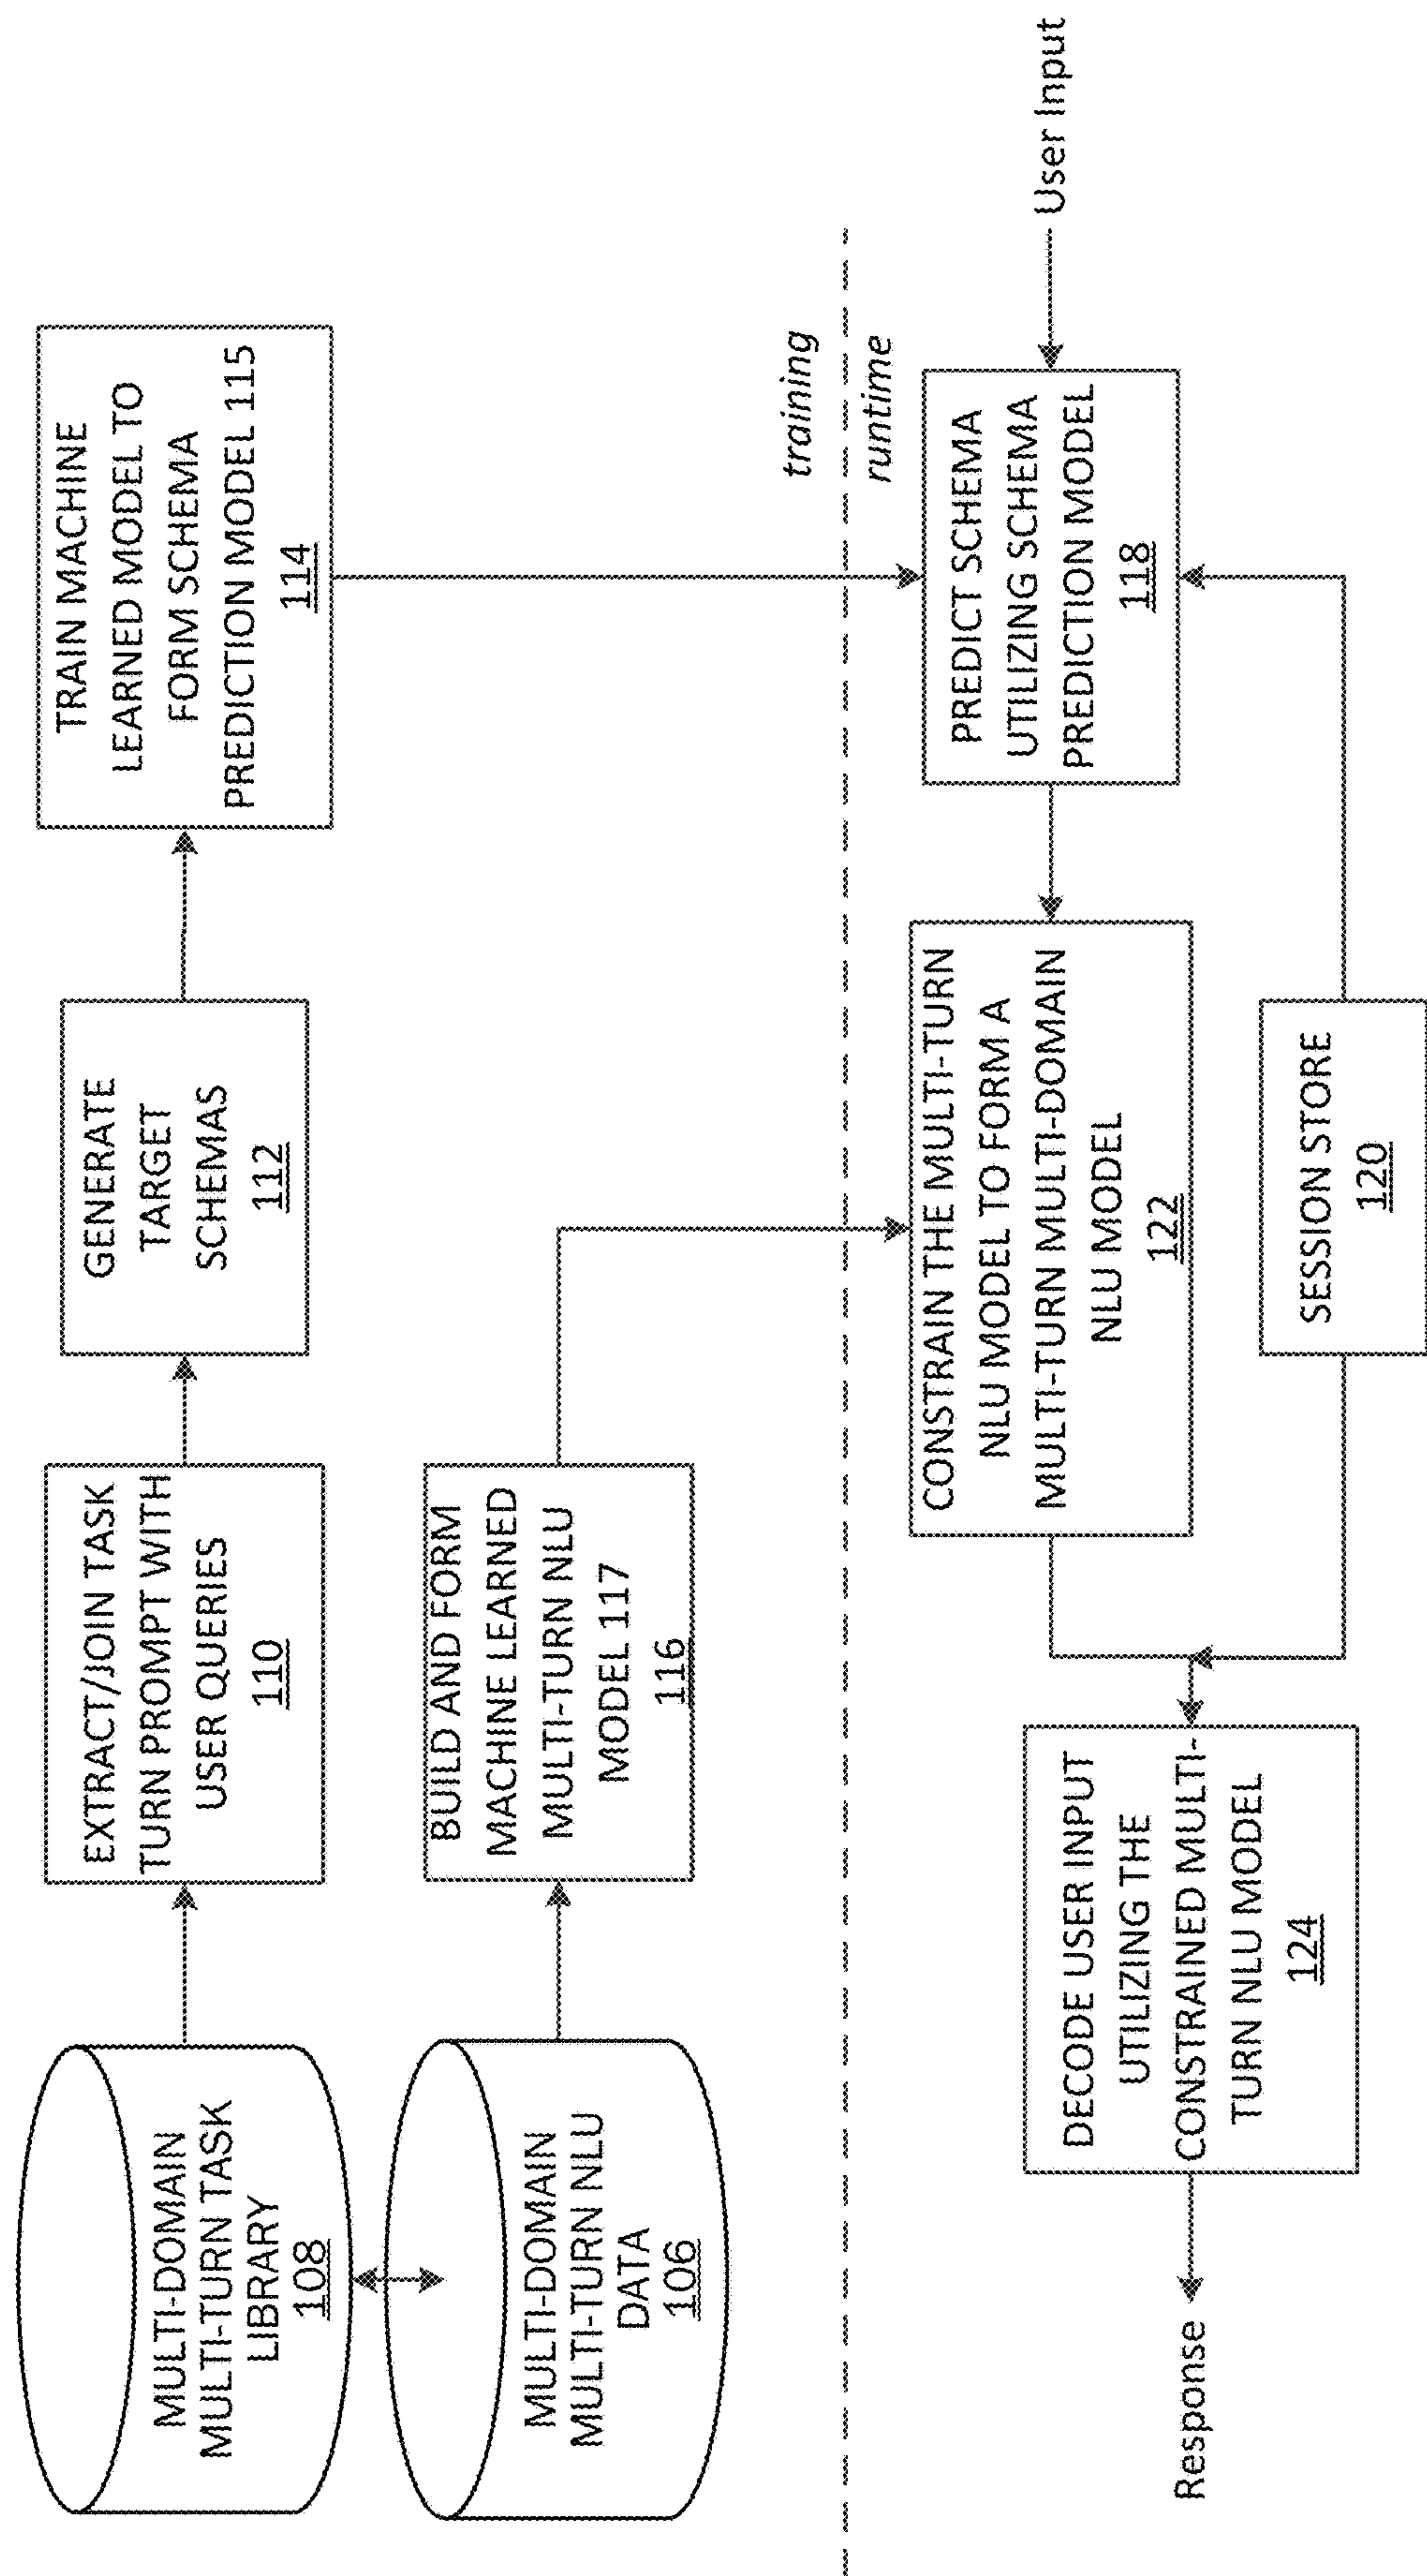 MULTI-DOMAIN
MULTI-TURN TASK
LIBRARY
108
EXTRACT/JOIN TASK
TURN PROMPT WITH
USER QUERIES
110
GENERATE
TARGET
SCHEMAS
112
TRAIN MACHINE
LEARNED MODEL TO
FORM SCHEMA
PREDICTION MODEL 115
114
MULTI-DOMAIN
MULTI-TURN NLU
DATA
106
BUILD AND FORM
MACHINE LEARNED
MULTI-TURN NLU
MODEL 117
116
training
runtime
User Input
PREDICT SCHEMA
UTILIZING SCHEMA
PREDICTION MODEL
118
CONSTRAIN THE MULTI-TURN
NLU MODEL TO FORM A
MULTI-TURN MULTI-DOMAIN
NLU MODEL
122
SESSION STORE
120
DECODE USER INPUT
UTILIZING THE
CONSTRAINED MULTI-
TURN NLU MODEL
124
Response